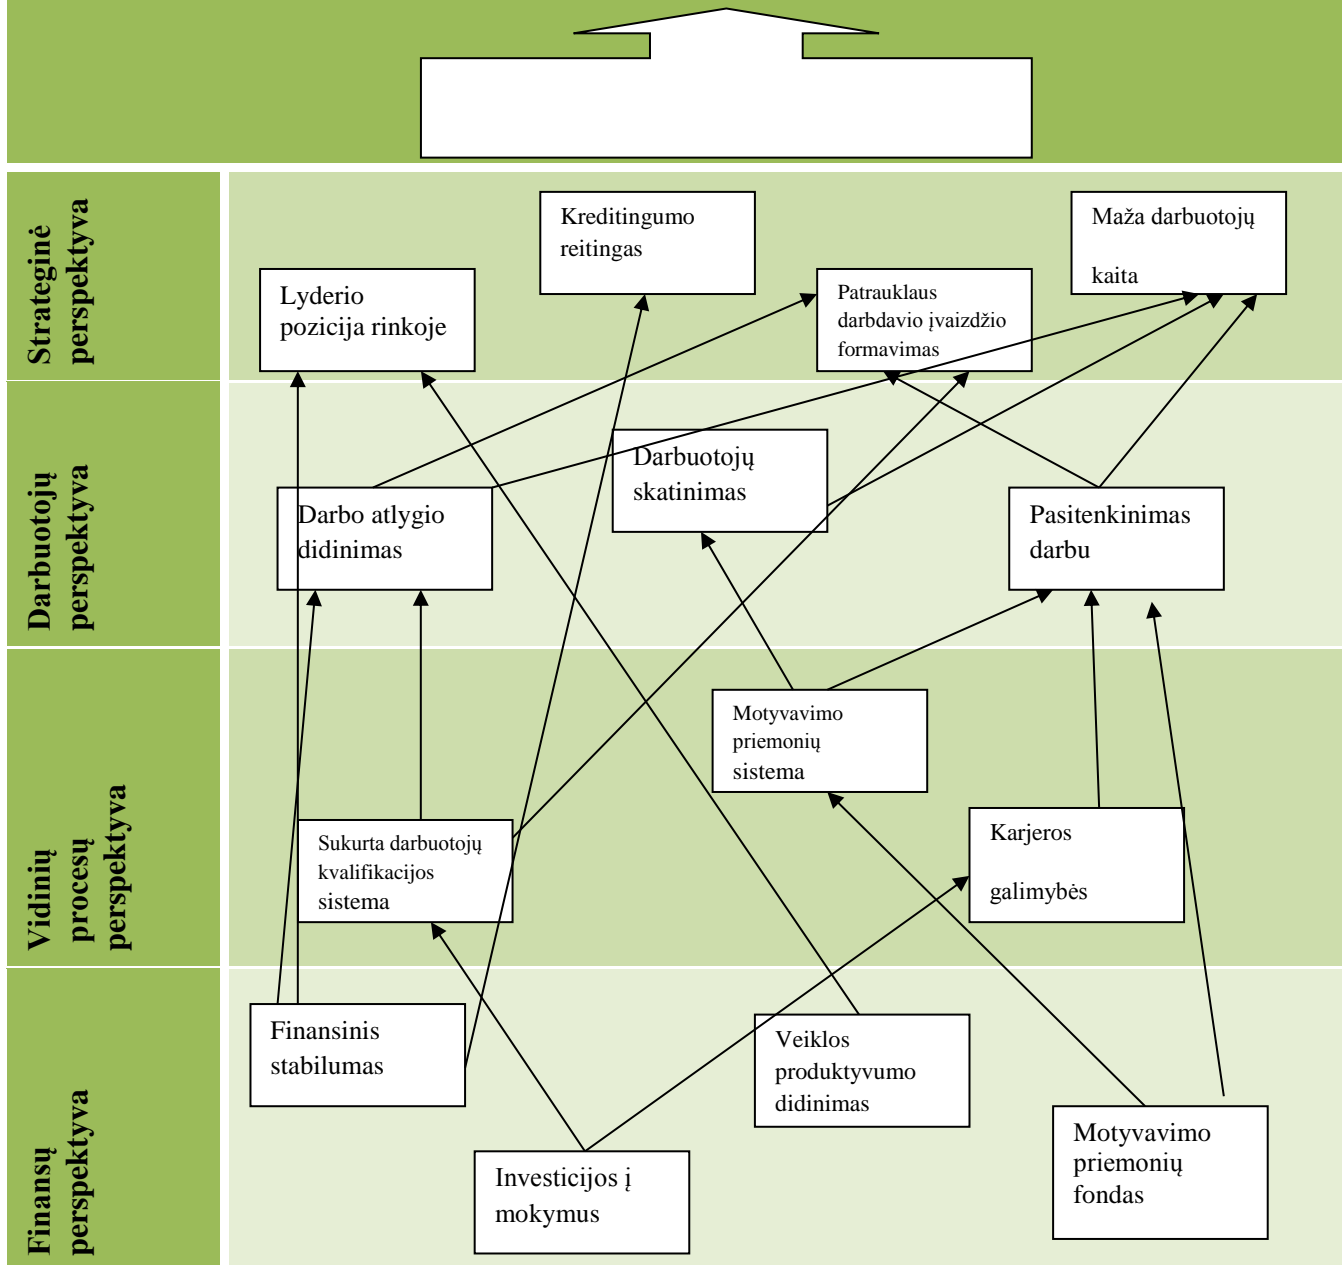 Strateginė
perspektyva
Kreditingumo
reitingas
Maža darbuotojų
kaita
Lyderio
pozicija rinkoje
Patrauklaus
darbdavio įvaizdžio
formavimas
Darbuotojų
perspektyva
Darbuotojų
skatinimas
Darbo atlygio
didinimas
Pasitenkinimas
darbu
Vidinių
procesų
perspektyva
Motyvavimo
priemonių
sistema
Sukurta darbuotojų
kvalifikacijos
sistema
Karjeros
galimybės
Finansų
perspektyva
Finansinis
stabilumas
Veiklos
produktyvumo
didinimas
Investicijos į
mokymus
Motyvavimo
priemonių
fondas